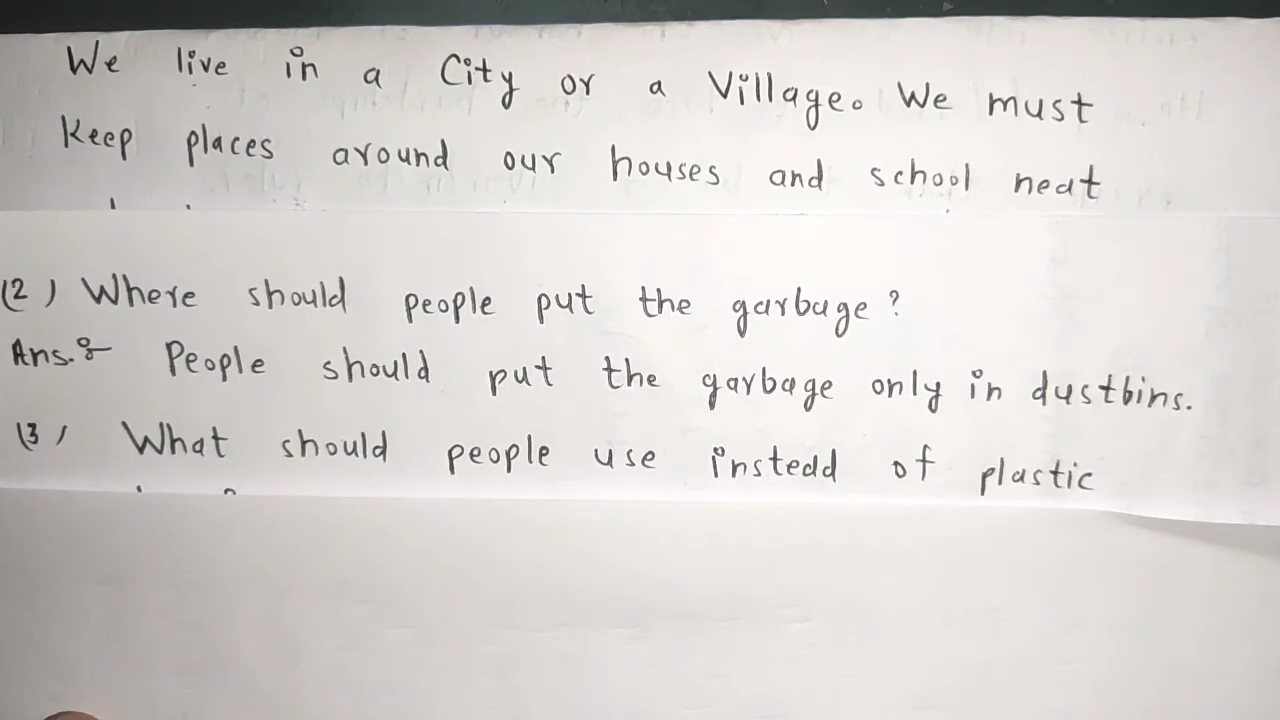 We live in a City or a Village. We must
Keep places around our houses and school neat
(2) Where should people put the garbage?
Ans.: People should put the garbage only in dustbins.
(3) What should people use instead of plastic